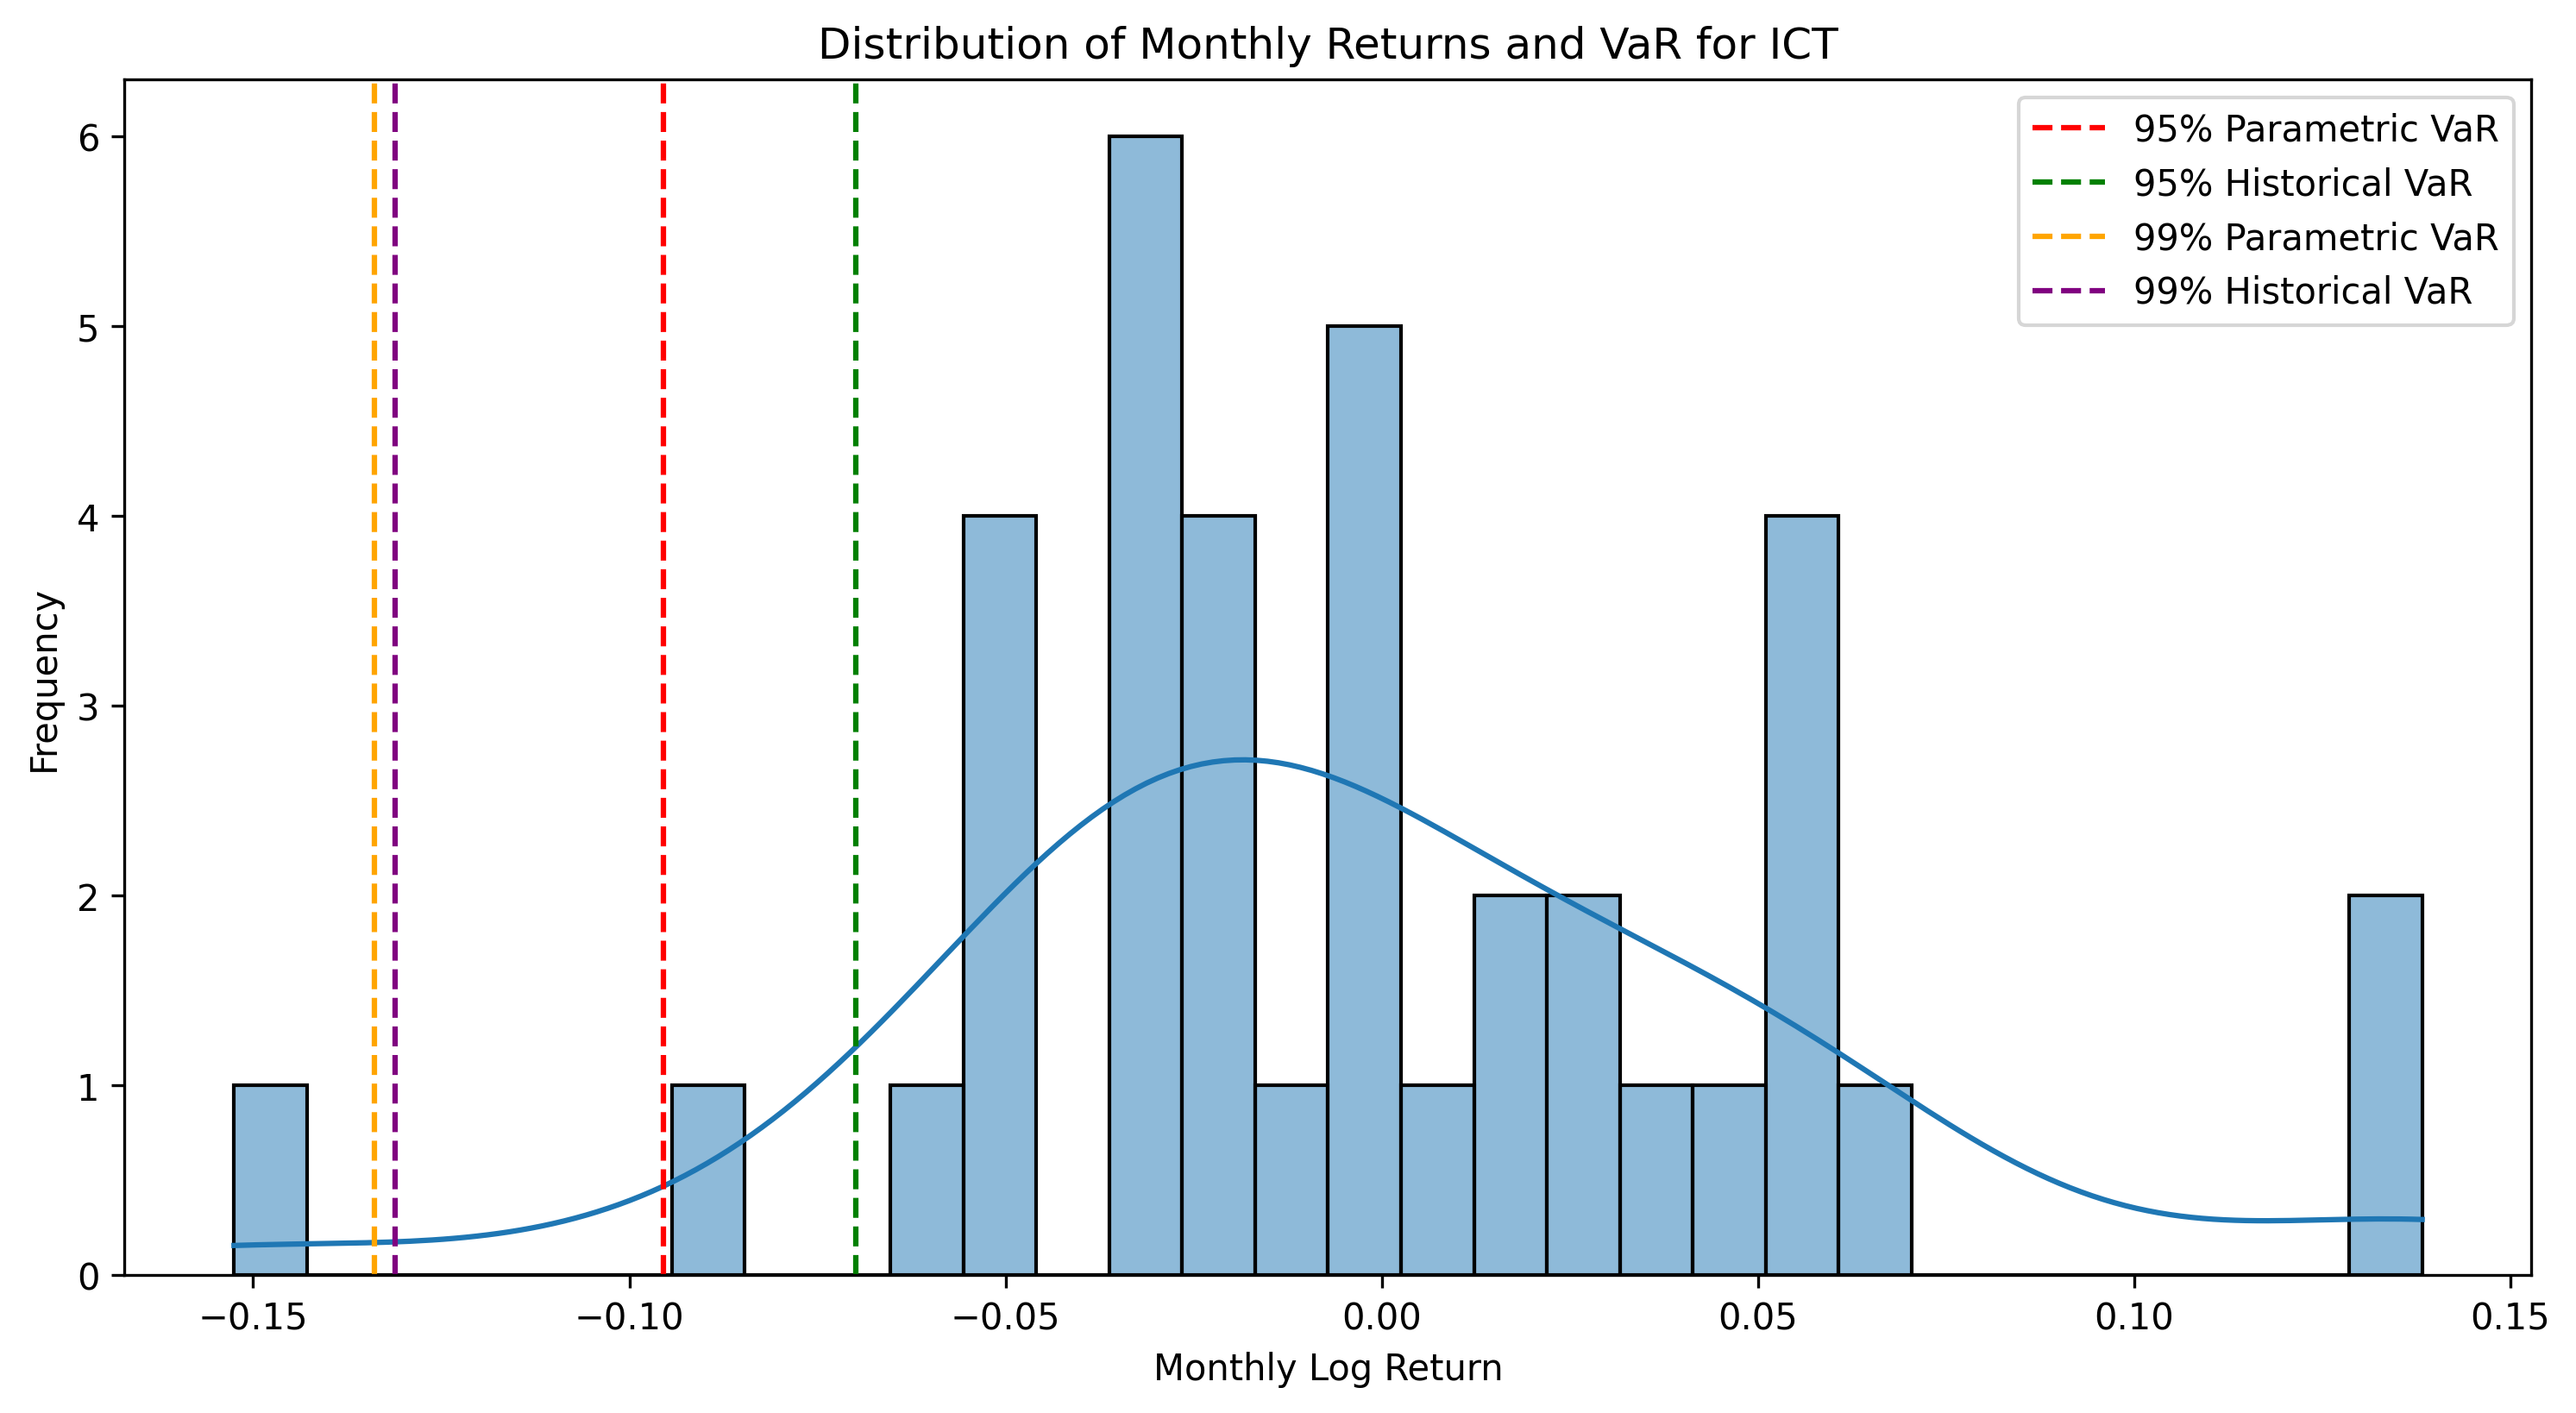 Distribution of Monthly Returns and VaR for ICT
95% Parametric VaR
95% Historical VaR
99% Parametric VaR
99% Historical VaR
6
5
4
3
2
1
0
Frequency
−0.15 −0.10 −0.05 0.00 0.05 0.10 0.15
Monthly Log Return